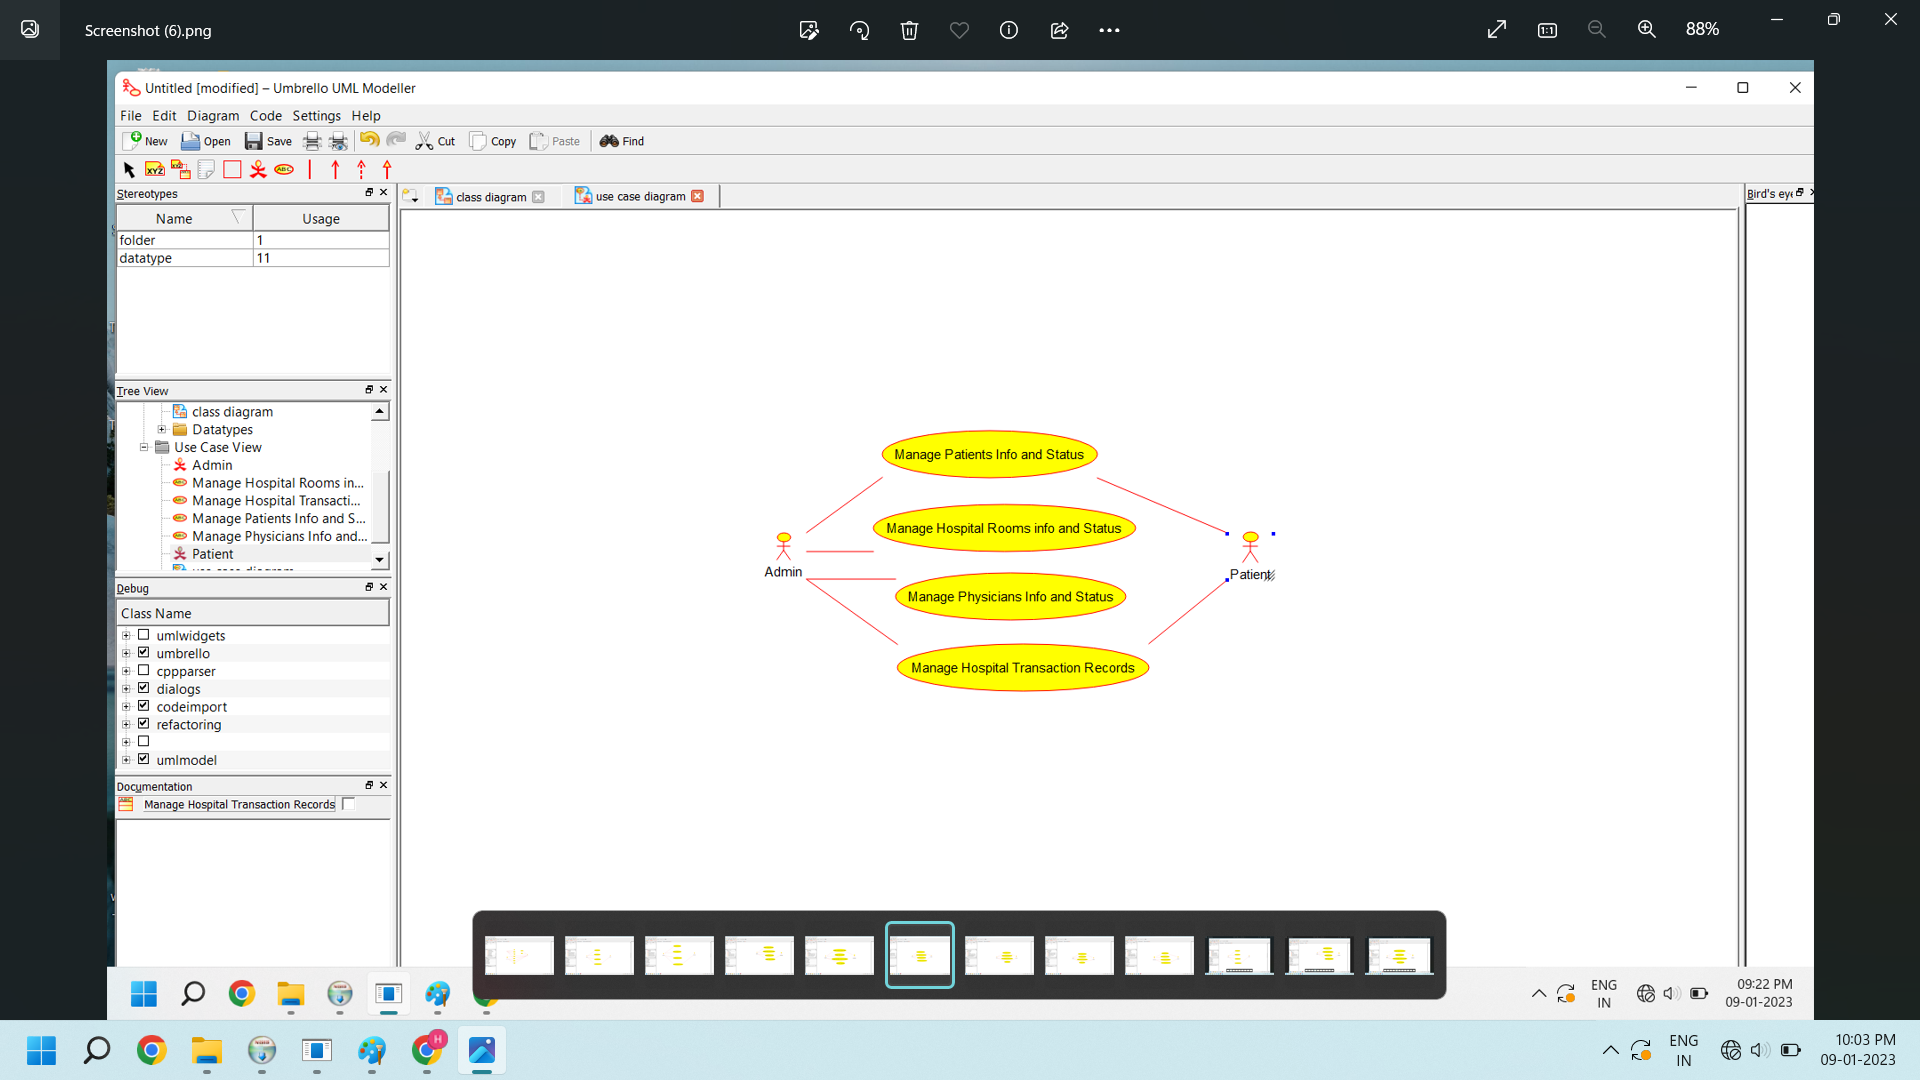 Screenshot (6).png
88%
Untitled [modified] – Umbrello UML Modeller
File Edit Diagram Code Settings Help
New Open Save Cut Copy Paste Find
XYZ ABC
Stereotypes
class diagram
use case diagram
Bird's eye
Name Usage
folder 1
datatype 11
Tree View
class diagram
Datatypes
Use Case View
Admin
Manage Hospital Rooms in...
Manage Hospital Transacti...
Manage Patients Info and S...
Manage Physicians Info and...
Patient
Manage Patients Info and Status
Manage Hospital Rooms info and Status
Admin
Patient
Manage Physicians Info and Status
Manage Hospital Transaction Records
Debug
Class Name
umlwidgets
umbrello
cppparser
dialogs
codeimport
refactoring
umlmodel
Documentation
Manage Hospital Transaction Records
ENG
IN
09:22 PM
09-01-2023
H
ENG
IN
10:03 PM
09-01-2023